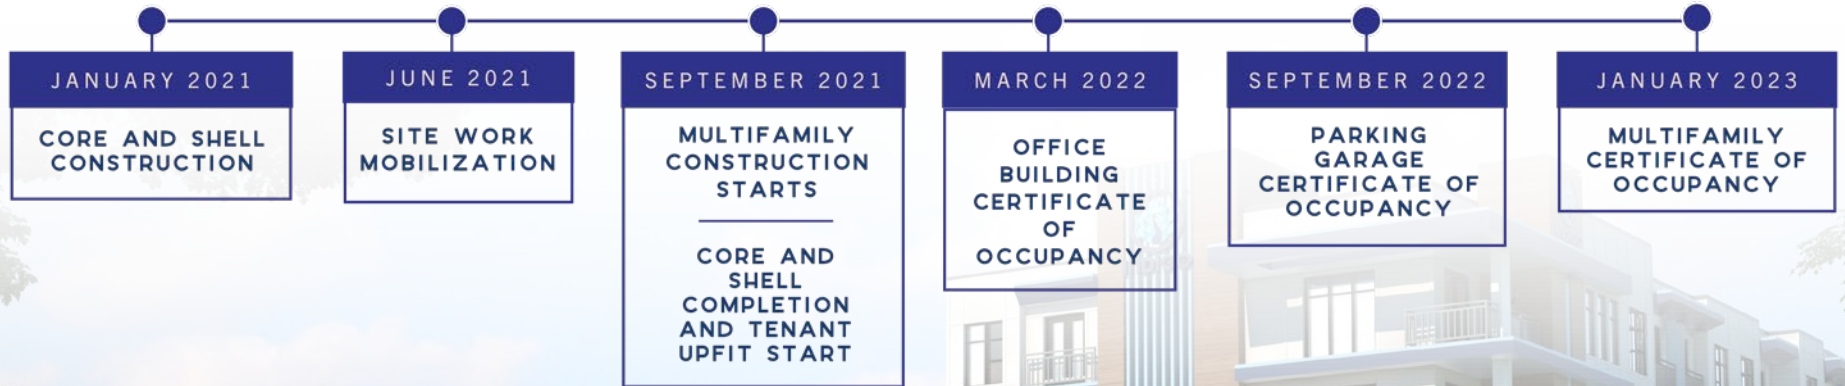 JANUARY 2021
CORE AND SHELL
CONSTRUCTION
JUNE 2021
SITE WORK
MOBILIZATION
SEPTEMBER 2021
MULTIFAMILY
CONSTRUCTION
STARTS
CORE AND
SHELL
COMPLETION
AND TENANT
UPFIT START
MARCH 2022
OFFICE
BUILDING
CERTIFICATE
OF
OCCUPANCY
SEPTEMBER 2022
PARKING
GARAGE
CERTIFICATE OF
OCCUPANCY
JANUARY 2023
MULTIFAMILY
CERTIFICATE OF
OCCUPANCY